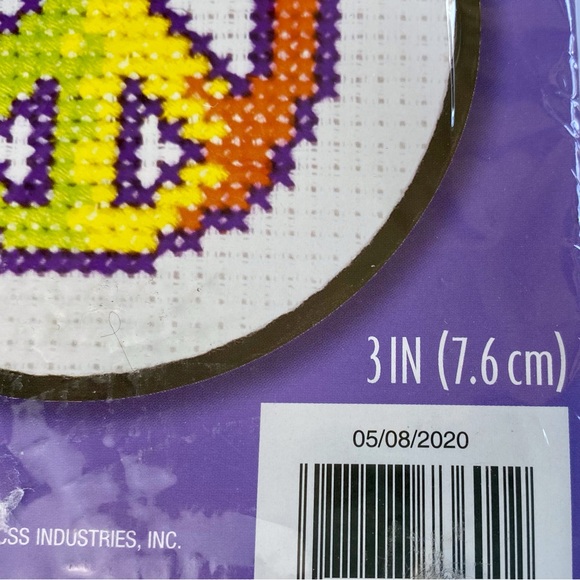 3 IN (7.6 cm)
05/08/2020
CSS INDUSTRIES, INC.